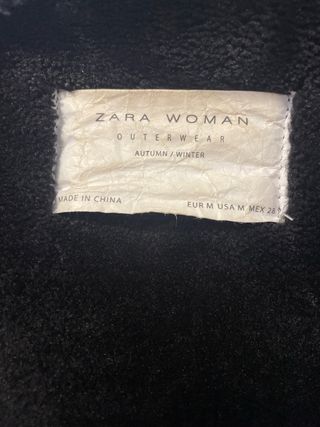 ZARA WOMAN
OUTERWEAR
AUTUMN / WINTER
MADE IN CHINA
EUR M USA M MEX 28